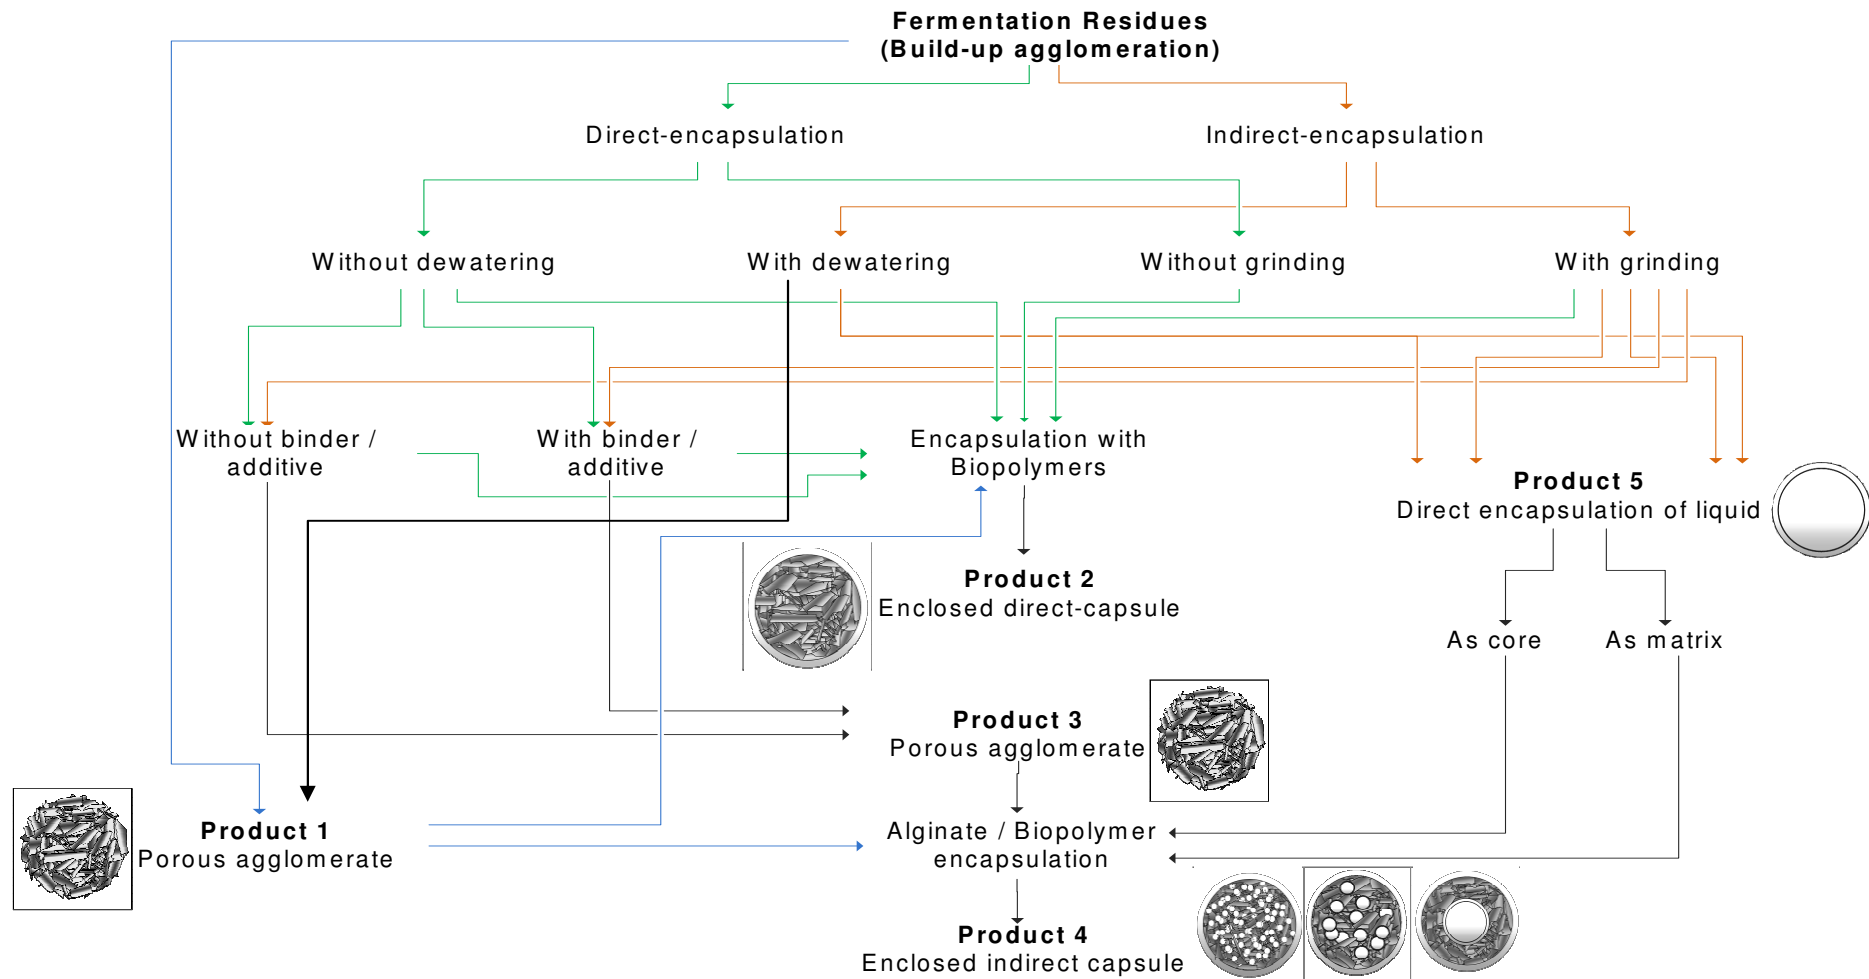 Fermentation Residues
(Build-up agglomeration)
Direct-encapsulation
Indirect-encapsulation
Without dewatering
With dewatering
Without grinding
With grinding
Without binder /
additive
With binder /
additive
Encapsulation with
Biopolymers
Product 5
Direct encapsulation of liquid
Product 2
Enclosed direct-capsule
As core
As matrix
Product 3
Porous agglomerate
Product 1
Porous agglomerate
Alginate / Biopolymer
encapsulation
Product 4
Enclosed indirect capsule